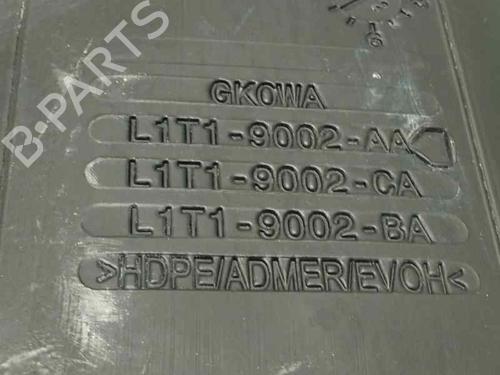 B-PARTS
GKOWA
L1T1-9002-AA
L1T1-9002-CA
L1T1-9002-BA
>HDPE/ADMER/EVOH<